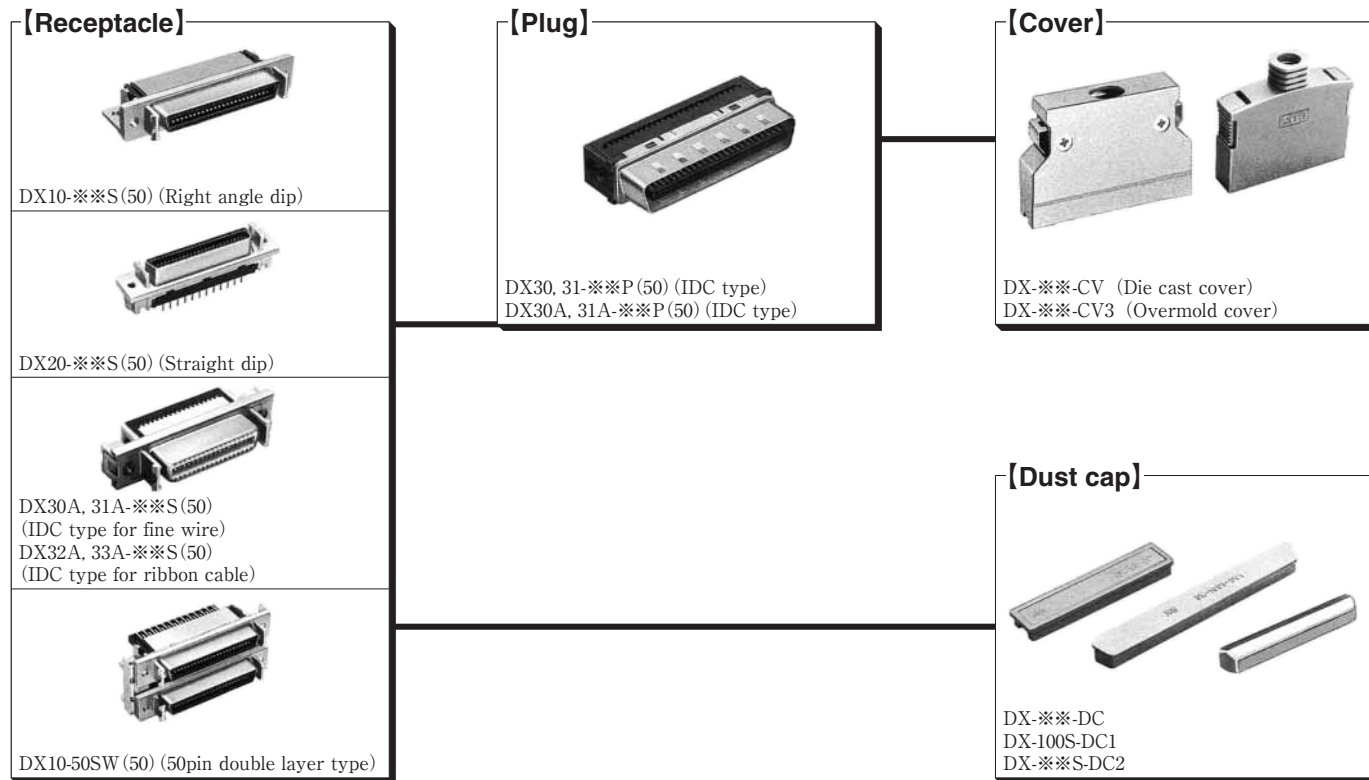 【Receptacle】
DX10-※※S(50) (Right angle dip)
DX20-※※S(50) (Straight dip)
DX30A, 31A-※※S(50)
(IDC type for fine wire)
DX32A, 33A-※※S(50)
(IDC type for ribbon cable)
DX10-50SW(50) (50pin double layer type)
【Plug】
DX30, 31-※※P(50) (IDC type)
DX30A, 31A-※※P(50) (IDC type)
【Cover】
DX-※※-CV (Die cast cover)
DX-※※-CV3 (Overmold cover)
【Dust cap】
DX-※※-DC
DX-100S-DC1
DX-※※S-DC2